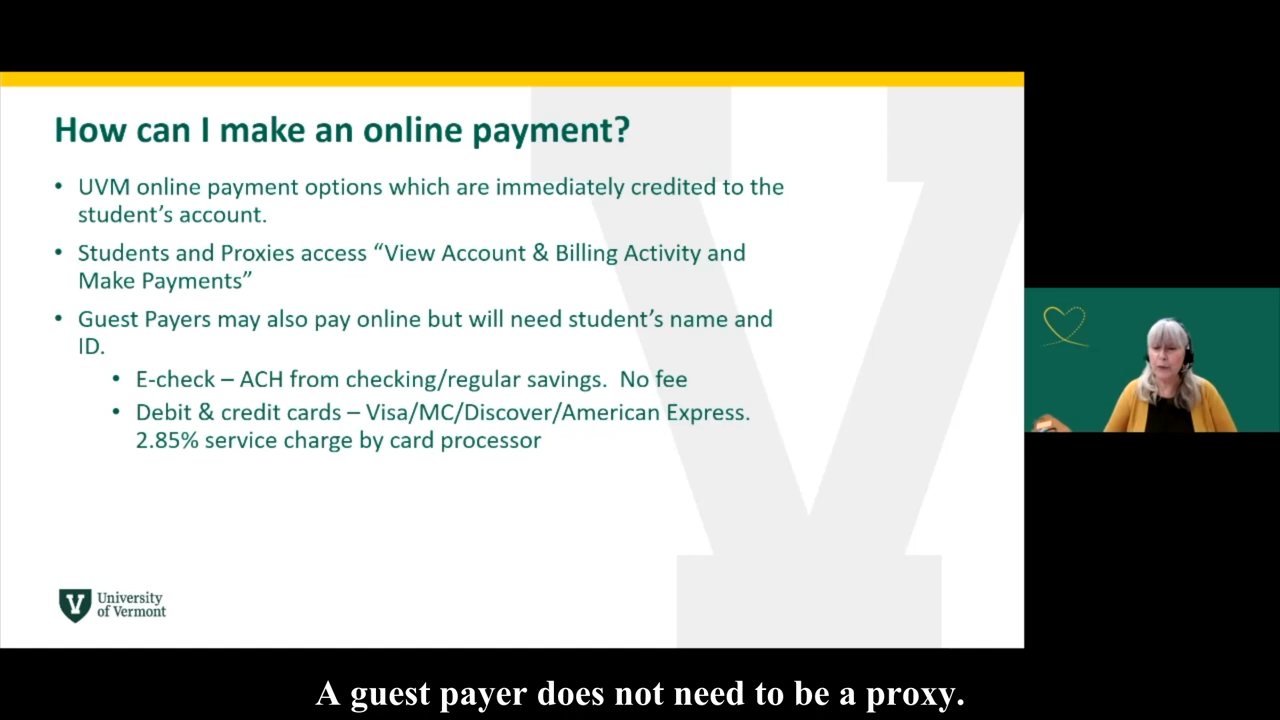 How can I make an online payment?
• UVM online payment options which are immediately credited to the
student’s account.
• Students and Proxies access “View Account & Billing Activity and
Make Payments”
• Guest Payers may also pay online but will need student’s name and
ID.
• E-check – ACH from checking/regular savings.  No fee
• Debit & credit cards – Visa/MC/Discover/American Express.
2.85% service charge by card processor
V University
of Vermont
A guest payer does not need to be a proxy.